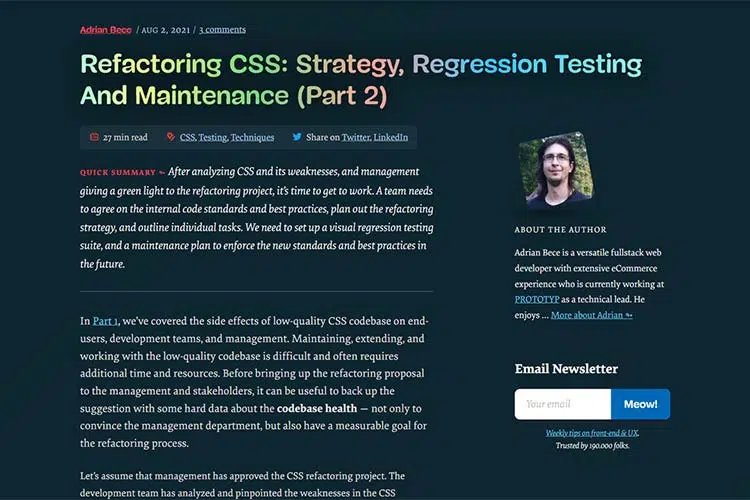 Adrian Bece / AUG 2, 2021 / 3 comments
Refactoring CSS: Strategy, Regression Testing
And Maintenance (Part 2)
27 min read
CSS, Testing, Techniques
Share on Twitter, LinkedIn
QUICK SUMMARY ~ After analyzing CSS and its weaknesses, and management
giving a green light to the refactoring project, it's time to get to work. A team needs
to agree on the internal code standards and best practices, plan out the refactoring
strategy, and outline individual tasks. We need to set up a visual regression testing
suite, and a maintenance plan to enforce the new standards and best practices in
the future.
In Part 1, we've covered the side effects of low-quality CSS codebase on end-
users, development teams, and management. Maintaining, extending, and
working with the low-quality codebase is difficult and often requires
additional time and resources. Before bringing up the refactoring proposal
to the management and stakeholders, it can be useful to back up the
suggestion with some hard data about the codebase health — not only to
convince the management department, but also have a measurable goal for
the refactoring process.
Let's assume that management has approved the CSS refactoring project. The
development team has analyzed and pinpointed the weaknesses in the CSS
ABOUT THE AUTHOR
Adrian Bece is a versatile fullstack web
developer with extensive eCommerce
experience who is currently working at
PROTOTYP as a technical lead. He
enjoys ... More about Adrian ↬
Email Newsletter
Your email
Meow!
Weekly tips on front-end & UX.
Trusted by 190.000 folks.